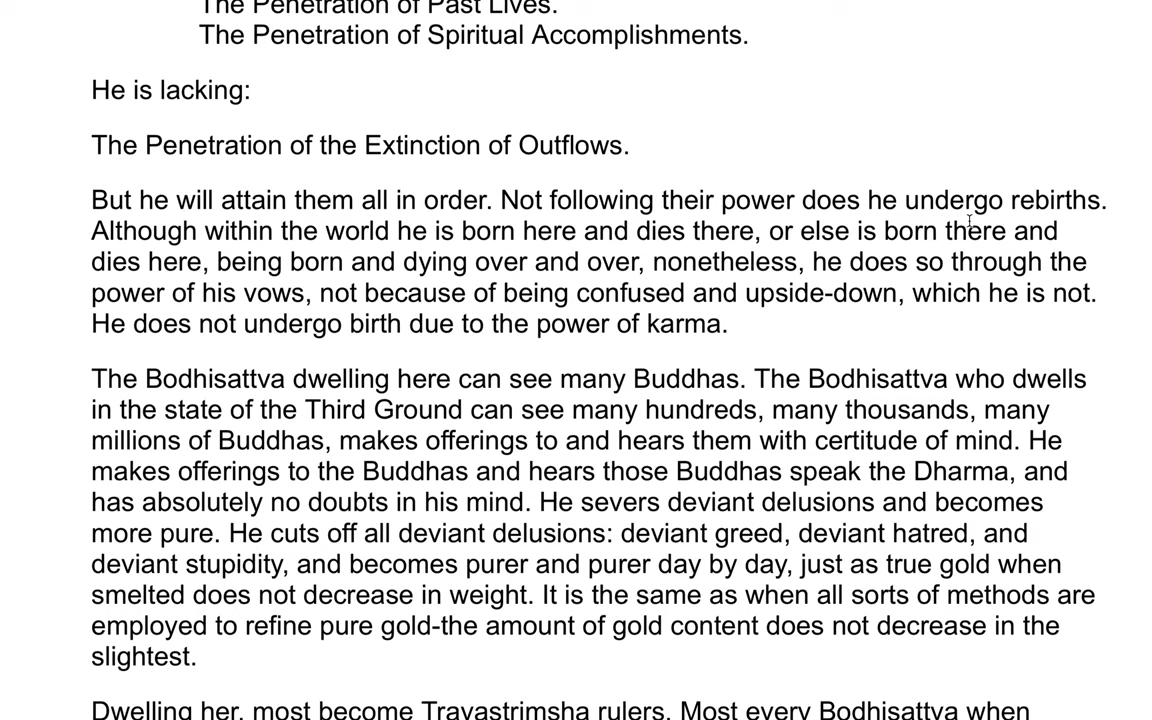 The Penetration of Past Lives.
The Penetration of Spiritual Accomplishments.
He is lacking:
The Penetration of the Extinction of Outflows.
But he will attain them all in order. Not following their power does he undergo rebirths.
Although within the world he is born here and dies there, or else is born there and
dies here, being born and dying over and over, nonetheless, he does so through the
power of his vows, not because of being confused and upside-down, which he is not.
He does not undergo birth due to the power of karma.
The Bodhisattva dwelling here can see many Buddhas. The Bodhisattva who dwells
in the state of the Third Ground can see many hundreds, many thousands, many
millions of Buddhas, makes offerings to and hears them with certitude of mind. He
makes offerings to the Buddhas and hears those Buddhas speak the Dharma, and
has absolutely no doubts in his mind. He severs deviant delusions and becomes
more pure. He cuts off all deviant delusions: deviant greed, deviant hatred, and
deviant stupidity, and becomes purer and purer day by day, just as true gold when
smelted does not decrease in weight. It is the same as when all sorts of methods are
employed to refine pure gold-the amount of gold content does not decrease in the
slightest.
Dwelling her, most become Trayastrimsha rulers. Most every Bodhisattva when